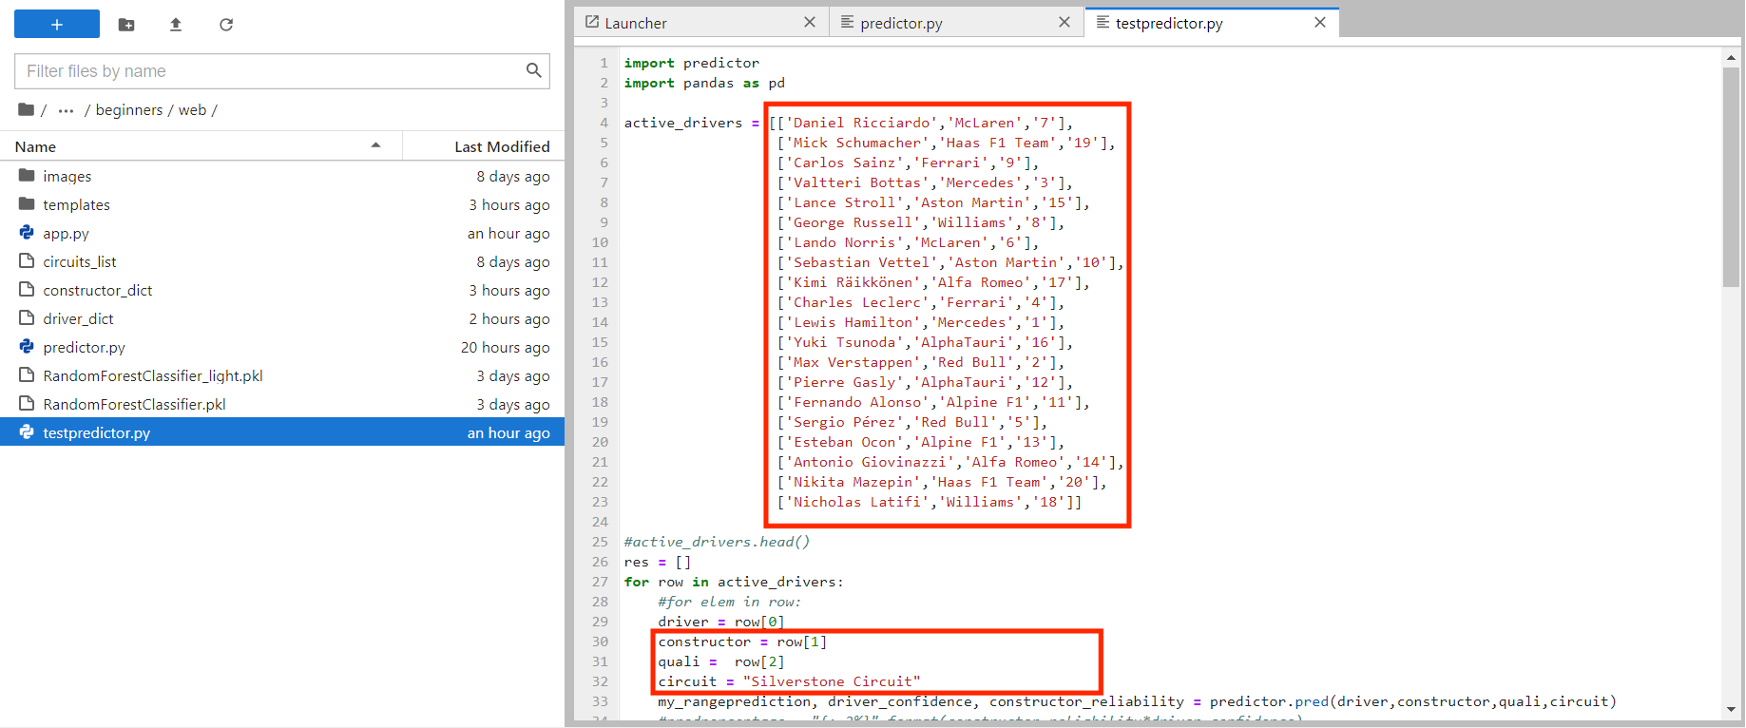 +
Filter files by name
/ ··· / beginners / web /
Name Last Modified
images 8 days ago
templates 3 hours ago
app.py an hour ago
circuits_list 8 days ago
constructor_dict 3 hours ago
driver_dict 2 hours ago
predictor.py 20 hours ago
RandomForestClassifier_light.pkl 3 days ago
RandomForestClassifier.pkl 3 days ago
testpredictor.py an hour ago
Launcher × predictor.py × testpredictor.py ×
1 import predictor
2 import pandas as pd
3
4 active_drivers = [['Daniel Ricciardo','McLaren','7'],
5 ['Mick Schumacher','Haas F1 Team','19'],
6 ['Carlos Sainz','Ferrari','9'],
7 ['Valtteri Bottas','Mercedes','3'],
8 ['Lance Stroll','Aston Martin','15'],
9 ['George Russell','Williams','8'],
10 ['Lando Norris','McLaren','6'],
11 ['Sebastian Vettel','Aston Martin','10'],
12 ['Kimi Räikkönen','Alfa Romeo','17'],
13 ['Charles Leclerc','Ferrari','4'],
14 ['Lewis Hamilton','Mercedes','1'],
15 ['Yuki Tsunoda','AlphaTauri','16'],
16 ['Max Verstappen','Red Bull','2'],
17 ['Pierre Gasly','AlphaTauri','12'],
18 ['Fernando Alonso','Alpine F1','11'],
19 ['Sergio Pérez','Red Bull','5'],
20 ['Esteban Ocon','Alpine F1','13'],
21 ['Antonio Giovinazzi','Alfa Romeo','14'],
22 ['Nikita Mazepin','Haas F1 Team','20'],
23 ['Nicholas Latifi','Williams','18']]
24
25 #active_drivers.head()
26 res = []
27 for row in active_drivers:
28 #for elem in row:
29 driver = row[0]
30 constructor = row[1]
31 quali =  row[2]
32 circuit = "Silverstone Circuit"
33 my_rangeprediction, driver_confidence, constructor_reliability = predictor.pred(driver,constructor,quali,circuit)